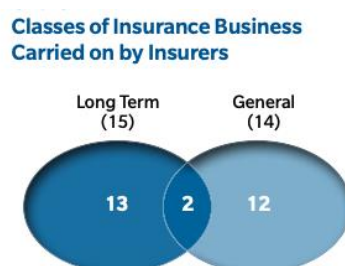 Classes of Insurance Business
Carried on by Insurers
Long Term
(15)
General
(14)
13
2
12